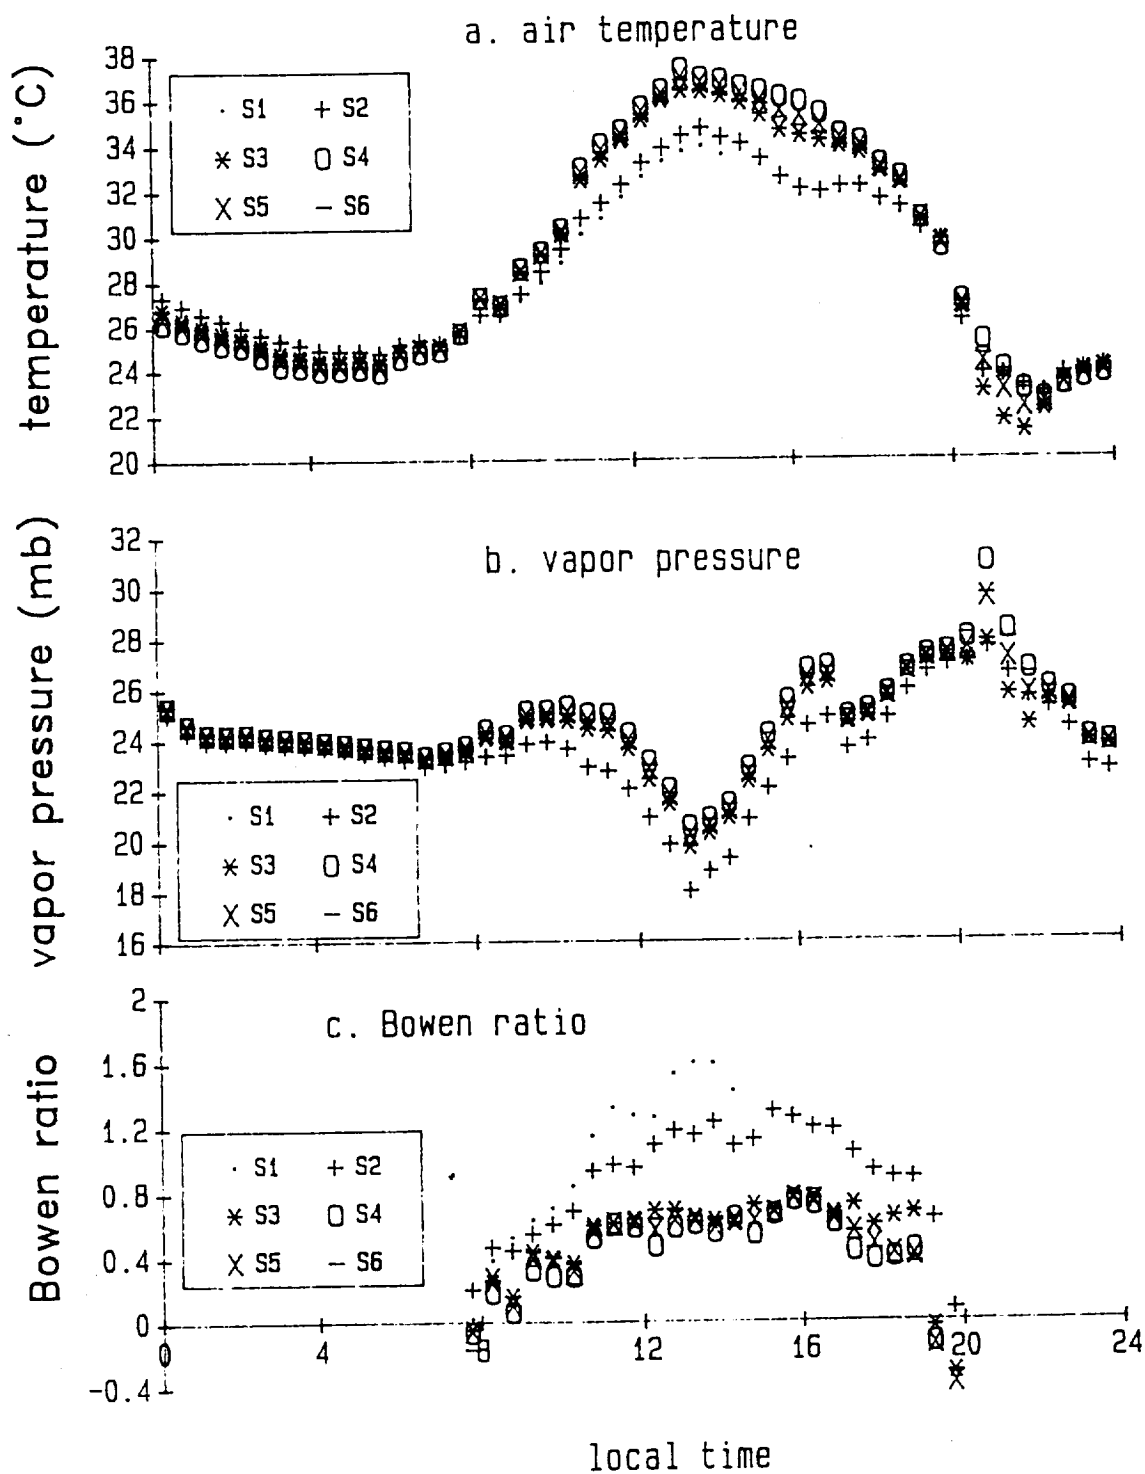 a. air temperature
temperature (°C)
38
36
34
32
30
28
26
24
22
20
S1 S2
S3 S4
S5 S6
b. vapor pressure
vapor pressure (mb)
32
30
28
26
24
22
20
18
16
S1 S2
S3 S4
S5 S6
c. Bowen ratio
Bowen ratio
2
1.6
1.2
0.8
0.4
0
-0.4
S1 S2
S3 S4
S5 S6
0 4 8 12 16 20 24
local time